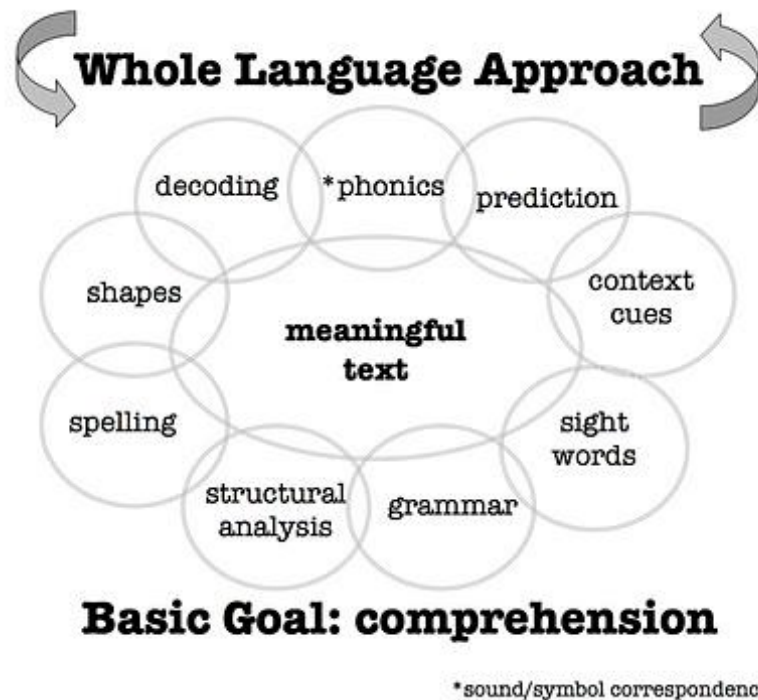 Whole Language Approach
decoding
*phonics
prediction
shapes
context
cues
meaningful
text
spelling
sight
words
structural
analysis
grammar
Basic Goal: comprehension
*sound/symbol correspondenc